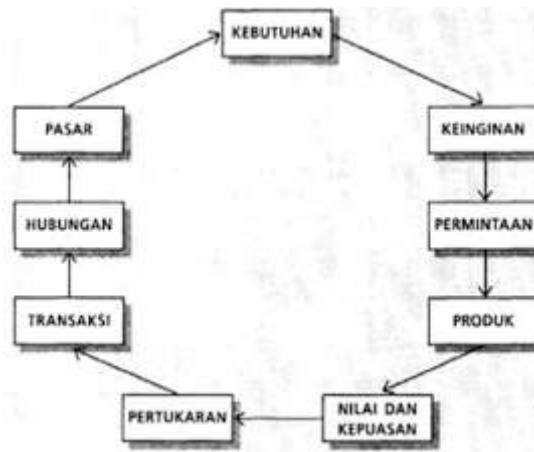 KEBUTUHAN
KEINGINAN
PERMINTAAN
PRODUK
NILAI DAN
KEPUASAN
PERTUKARAN
TRANSAKSI
HUBUNGAN
PASAR